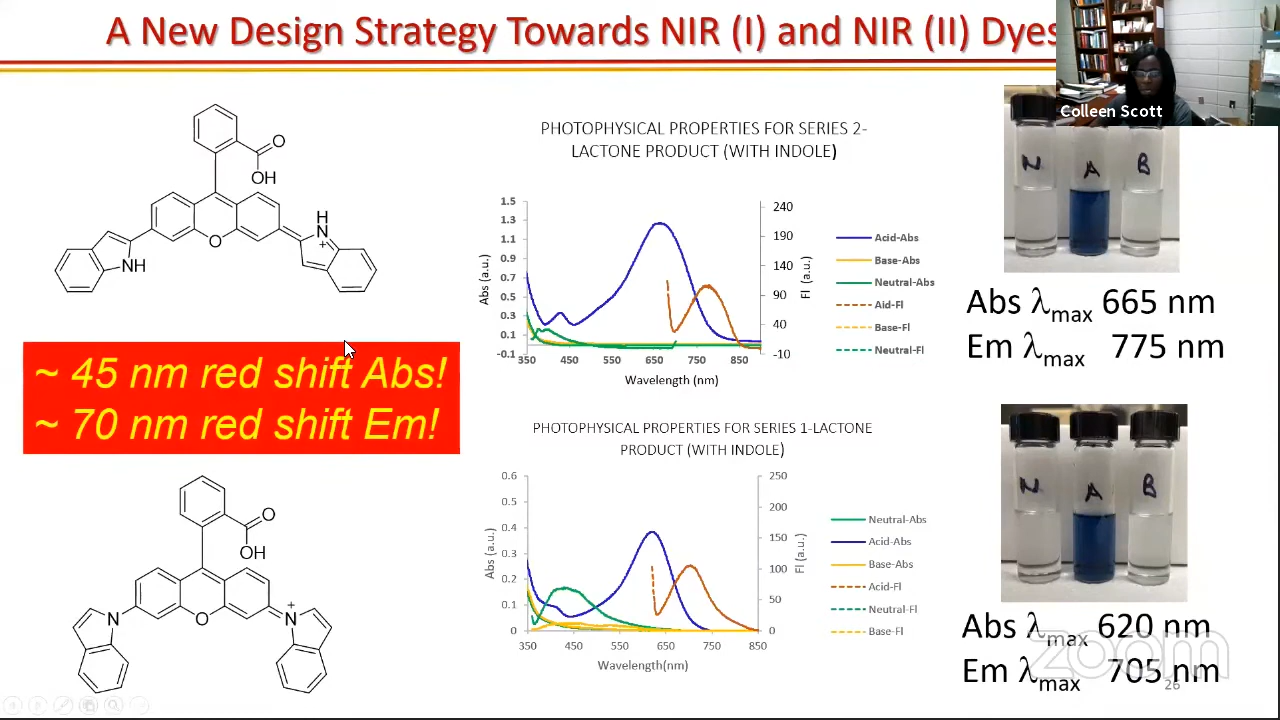 A New Design Strategy Towards NIR (I) and NIR (II) Dyes
Colleen Scott
O
OH
O
NH
H
N
+
PHOTOPHYSICAL PROPERTIES FOR SERIES 2-
LACTONE PRODUCT (WITH INDOLE)
1.5
1.3
1.1
0.9
0.7
0.5
0.3
0.1
-0.1
Abs (a.u.)
240
190
140
90
40
-10
Fl (a.u.)
350
450
550
650
750
850
Wavelength (nm)
Acid-Abs
Base-Abs
Neutral-Abs
Aid-Fl
Base-Fl
Neutral-Fl
N
A
B
Abs λmax 665 nm
Em λmax 775 nm
~ 45 nm red shift Abs!
~ 70 nm red shift Em!
O
OH
O
N
N
+
PHOTOPHYSICAL PROPERTIES FOR SERIES 1-LACTONE
PRODUCT (WITH INDOLE)
0.6
0.5
0.4
0.3
0.2
0.1
0
Abs (a.u.)
250
200
150
100
50
0
Fl (a.u.)
350
450
550
650
750
850
Wavelength(nm)
Neutral-Abs
Acid-Abs
Base-Abs
Acid-Fl
Neutral-Fl
Base-Fl
N
A
B
Abs λmax 620 nm
Em λmax 705 nm
zoom
26